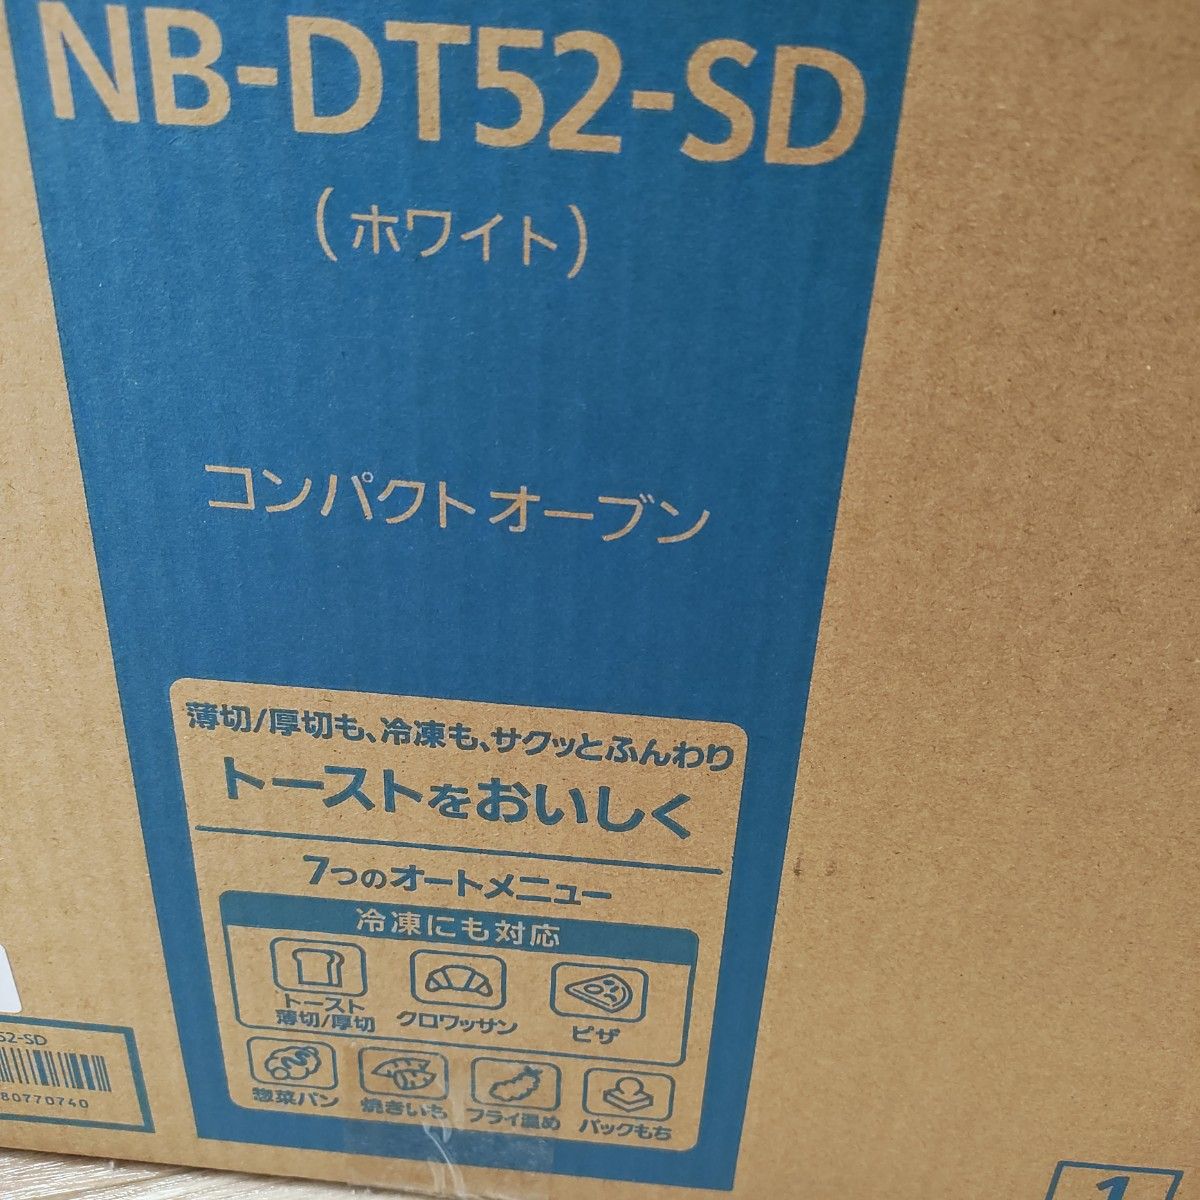 NB-DT52-SD
（ホワイト）
コンパクト オーブン
薄切/厚切も、冷凍も、サクッとふんわり
トーストをおいしく
7つのオートメニュー
冷凍にも対応
トースト
薄切/厚切
クロワッサン
ピザ
惣菜パン
焼きいも
フライ温め
パックもち
52-SD
80770740
1